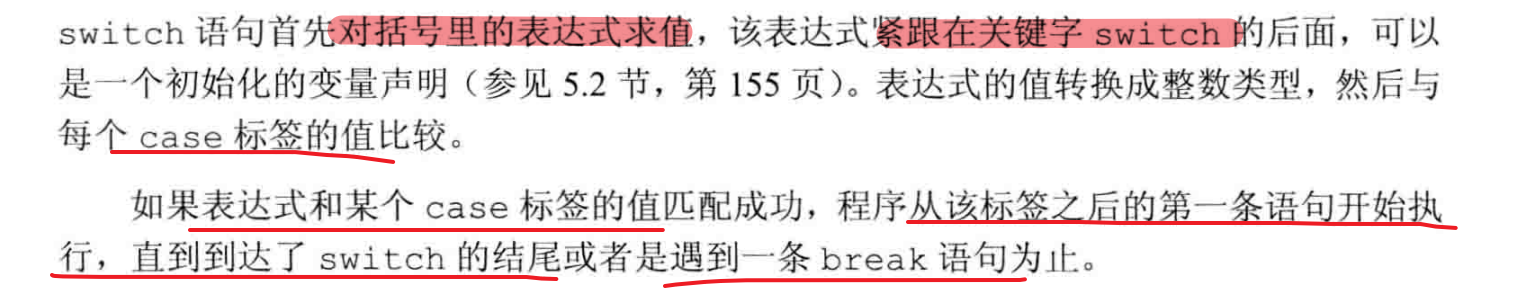 switch 语句首先对括号里的表达式求值，该表达式紧跟在关键字 switch 的后面，可以
是一个初始化的变量声明（参见 5.2 节，第 155 页）。表达式的值转换成整数类型，然后与
每个 case 标签的值比较。
如果表达式和某个 case 标签的值匹配成功，程序从该标签之后的第一条语句开始执
行，直到到达了 switch 的结尾或者是遇到一条 break 语句为止。